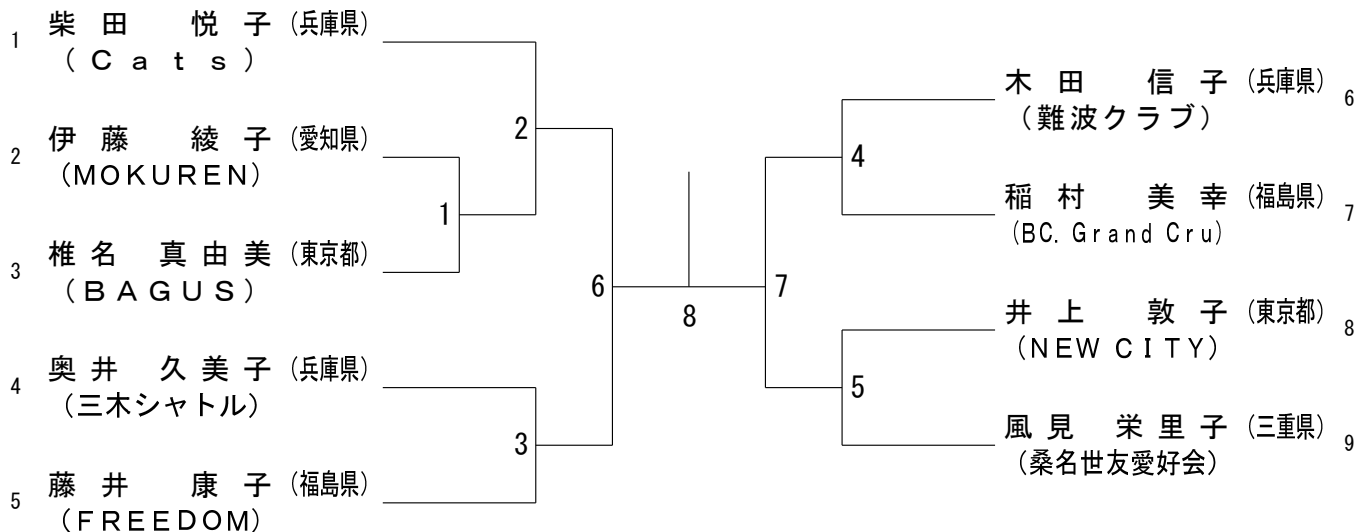 1 柴田 悦子 (兵庫県)
(Cats)
2 伊藤 綾子 (愛知県)
(MOKUREN)
3 椎名 真由美 (東京都)
(BAGUS)
4 奥井 久美子 (兵庫県)
(三木シャトル)
5 藤井 康子 (福島県)
(FREEDOM)
2
1
6
3
8
7
4
5
木田 信子 (兵庫県) 6
(難波クラブ)
稲村 美幸 (福島県) 7
(BC. Grand Cru)
井上 敦子 (東京都) 8
(NEW CITY)
風見 栄里子 (三重県) 9
(桑名世友愛好会)